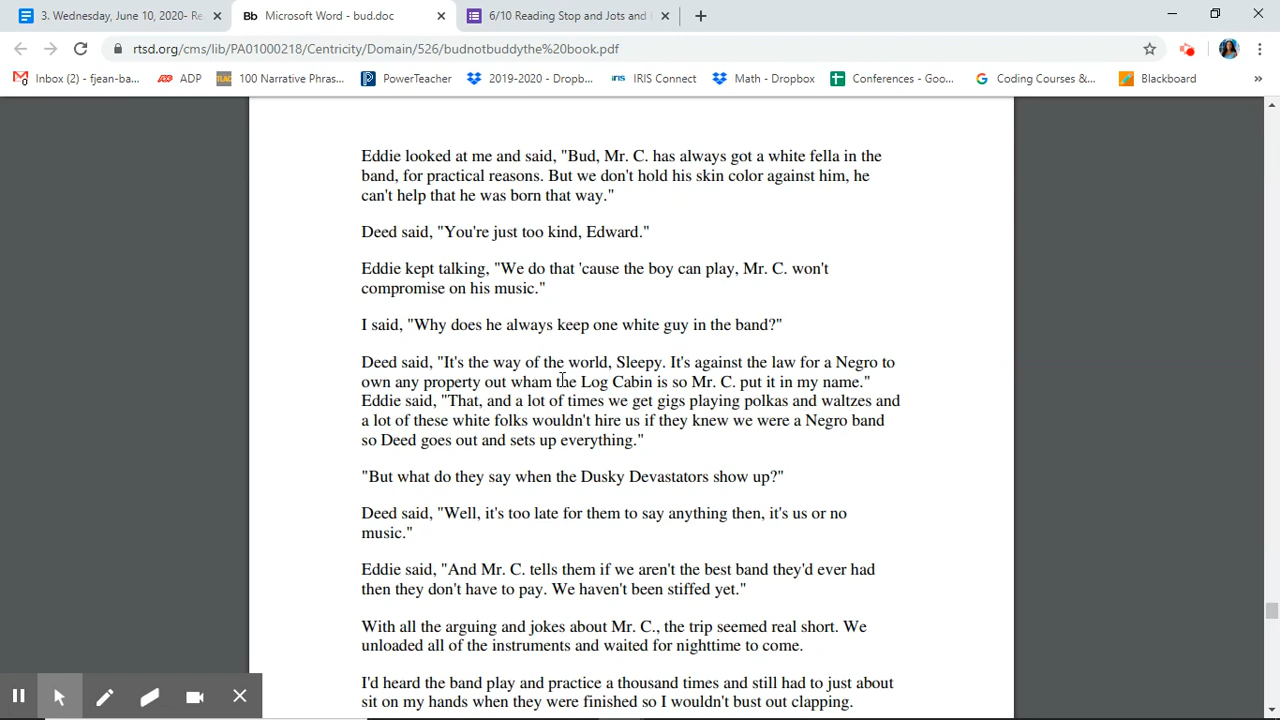 3. Wednesday, June 10, 2020- Re
Bb Microsoft Word - bud.doc
6/10 Reading Stop and Jots and
rtsd.org/cms/lib/PA01000218/Centricity/Domain/526/budnotbuddythe%20book.pdf
Inbox (2) - fjean-ba...
ADP
100 Narrative Phras...
PowerTeacher
2019-2020 - Dropb...
iris IRIS Connect
Math - Dropbox
Conferences - Goo...
Coding Courses &...
Blackboard
»
Eddie looked at me and said, "Bud, Mr. C. has always got a white fella in the
band, for practical reasons. But we don't hold his skin color against him, he
can't help that he was born that way."
Deed said, "You're just too kind, Edward."
Eddie kept talking, "We do that 'cause the boy can play, Mr. C. won't
compromise on his music."
I said, "Why does he always keep one white guy in the band?"
Deed said, "It's the way of the world, Sleepy. It's against the law for a Negro to
own any property out wham the Log Cabin is so Mr. C. put it in my name."
Eddie said, "That, and a lot of times we get gigs playing polkas and waltzes and
a lot of these white folks wouldn't hire us if they knew we were a Negro band
so Deed goes out and sets up everything."
"But what do they say when the Dusky Devastators show up?"
Deed said, "Well, it's too late for them to say anything then, it's us or no
music."
Eddie said, "And Mr. C. tells them if we aren't the best band they'd ever had
then they don't have to pay. We haven't been stiffed yet."
With all the arguing and jokes about Mr. C., the trip seemed real short. We
unloaded all of the instruments and waited for nighttime to come.
I'd heard the band play and practice a thousand times and still had to just about
sit on my hands when they were finished so I wouldn't bust out clapping.